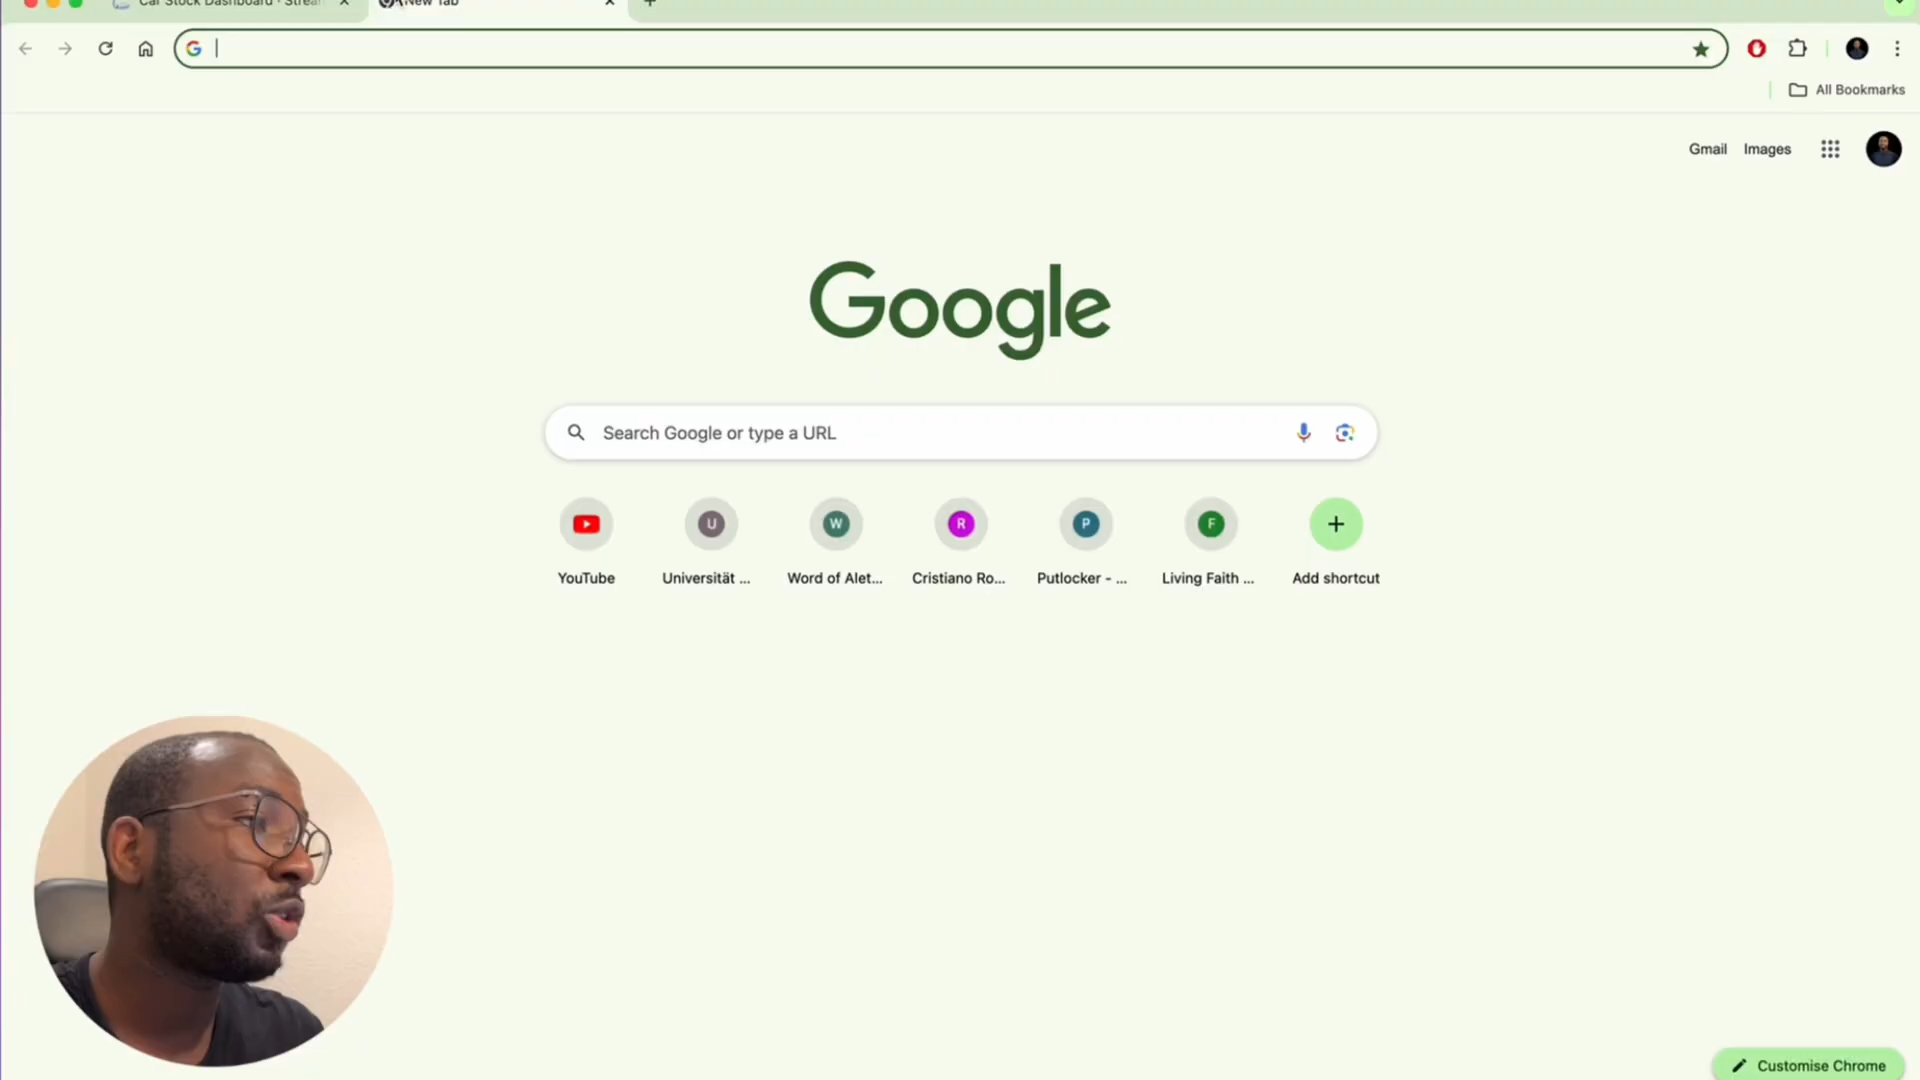 Car Stock Dashboard · Strea
New Tab
All Bookmarks
Gmail Images
Google
Search Google or type a URL
U W R P F
YouTube Universität ... Word of Alet... Cristiano Ro... Putlocker - ... Living Faith ... Add shortcut
Customise Chrome